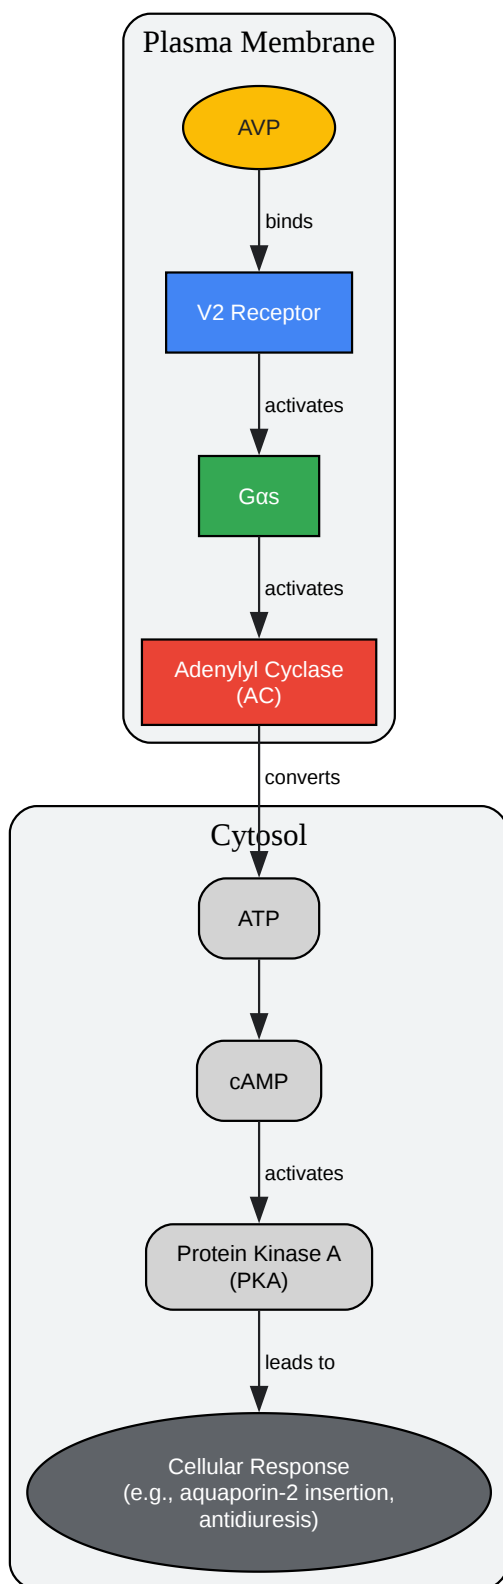 Plasma Membrane
AVP
binds
V2 Receptor
activates
Gαs
activates
Adenylyl Cyclase
(AC)
converts
Cytosol
ATP
cAMP
activates
Protein Kinase A
(PKA)
leads to
Cellular Response
(e.g., aquaporin-2 insertion,
antidiuresis)